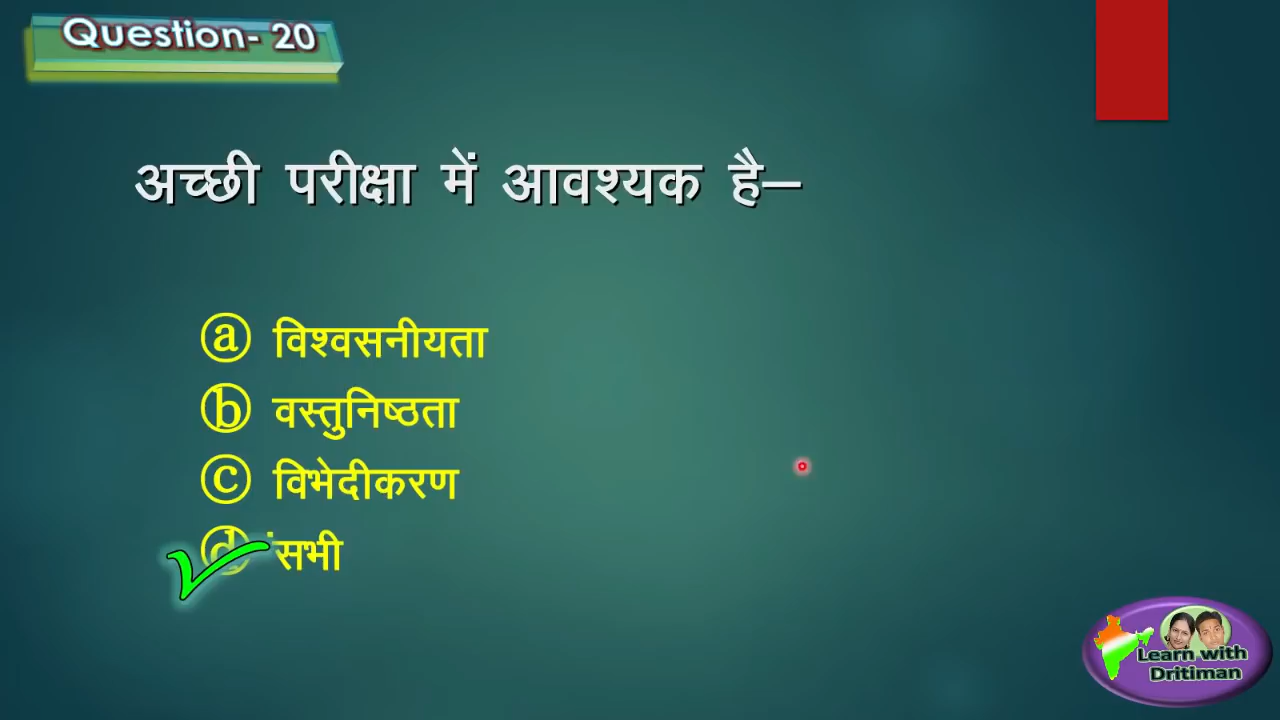 Question- 20
अच्छी परीक्षा में आवश्यक है–
ⓐ विश्वसनीयता
ⓑ वस्तुनिष्ठता
ⓒ विभेदीकरण
ⓓ सभी
Learn with
Dritiman